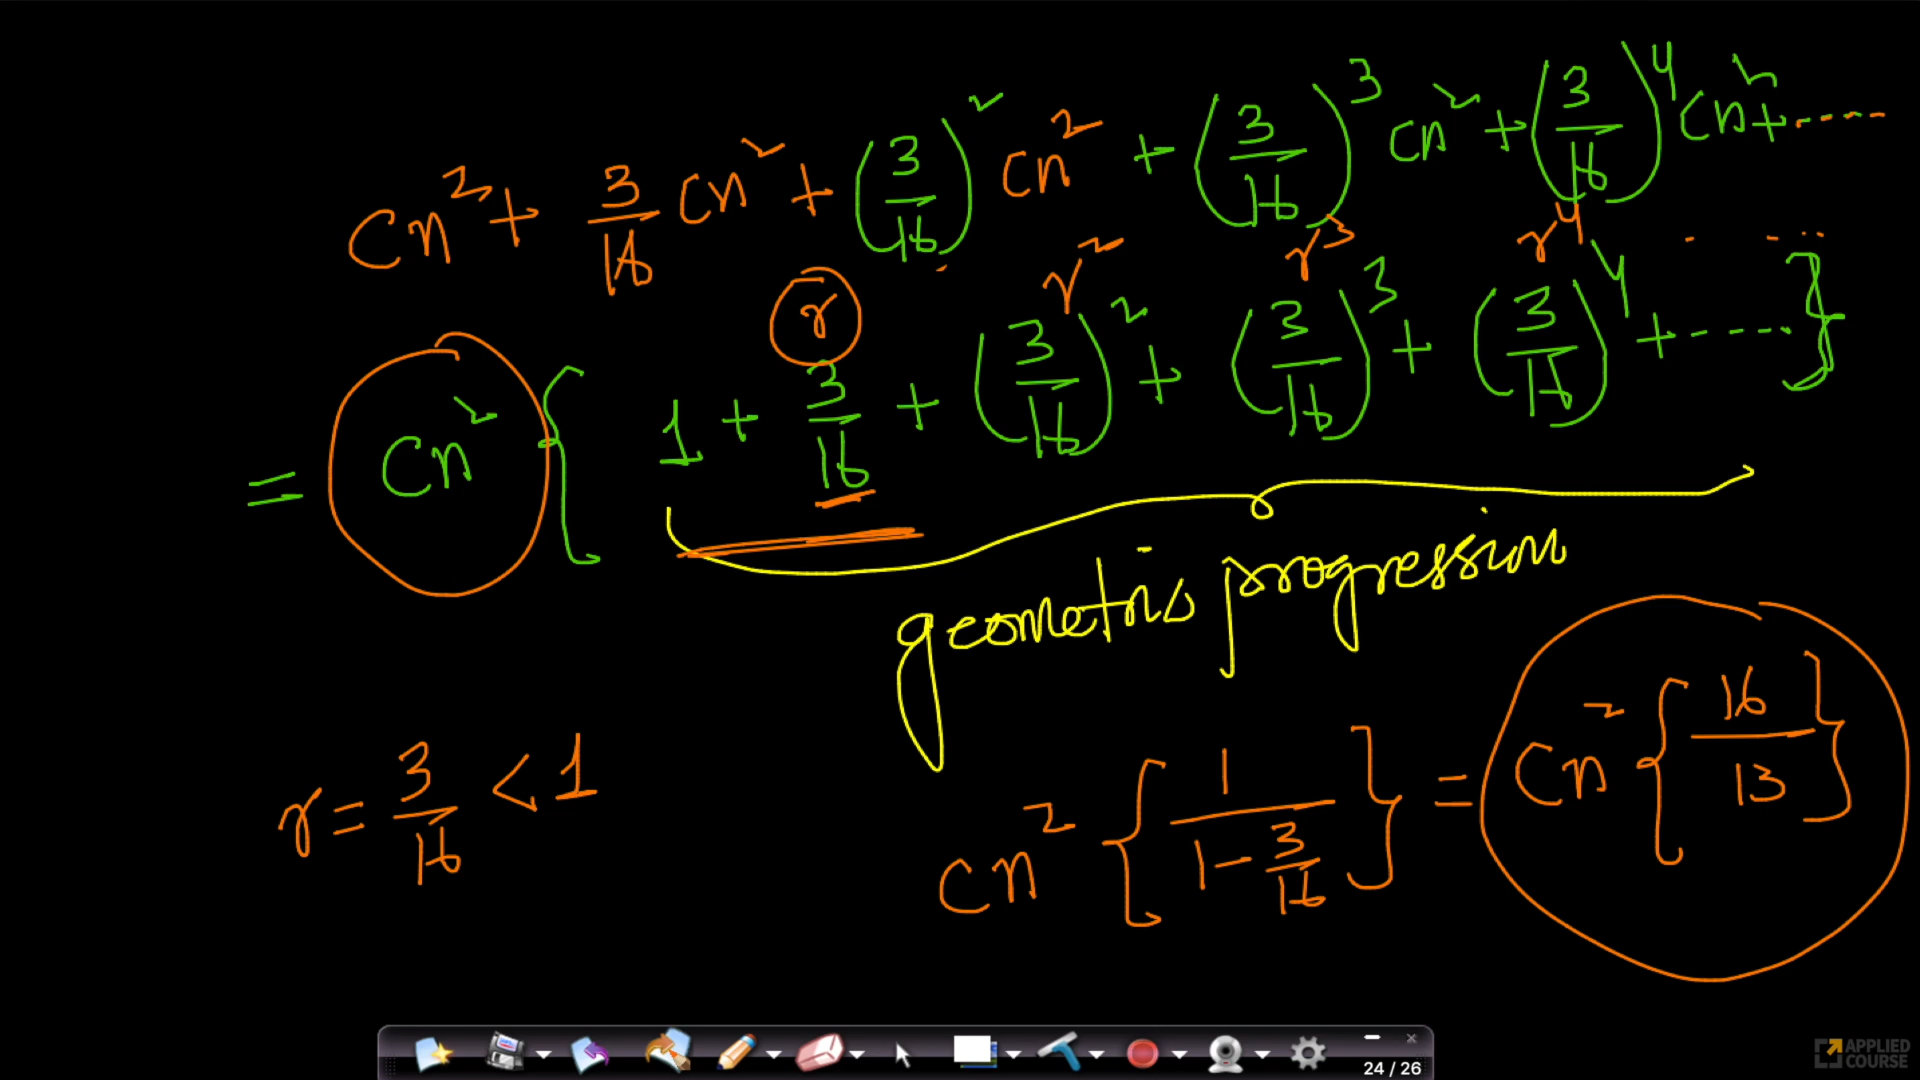 Cn² + 3/16 Cn² + (3/16)² Cn² + (3/16)³ Cn² + (3/16)⁴ Cn² + -----
r r² r³ r⁴ . . ...
= Cn² { 1 + 3/16 + (3/16)² + (3/16)³ + (3/16)⁴ + ----- }
geometric progression
r = 3/16 < 1
Cn² { 1 / (1 - 3/16) } = Cn² { 16/13 }
24 / 26
APPLIED
COURSE